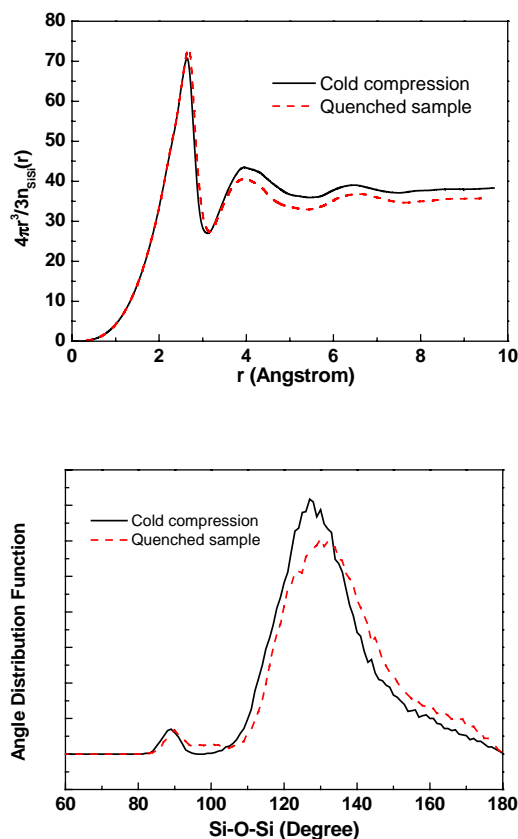 80
70
60
50
40
30
20
10
0
4πr³/3n_SiSi(r)
Cold compression
Quenched sample
0 2 4 6 8 10
r (Angstrom)
Angle Distribution Function
Cold compression
Quenched sample
60 80 100 120 140 160 180
Si-O-Si (Degree)